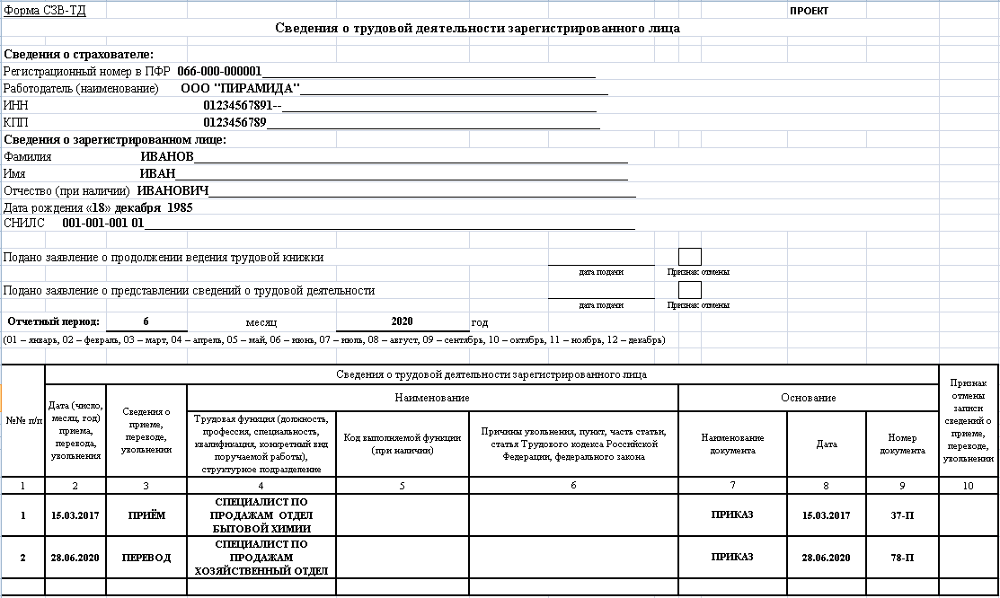 Форма СЗВ-ТД
ПРОЕКТ
Сведения о трудовой деятельности зарегистрированного лица
Сведения о страхователе:
Регистрационный номер в ПФР 066-000-000001
Работодатель (наименование) ООО "ПИРАМИДА"
ИНН 01234567891--
КПП 0123456789
Сведения о зарегистрированном лице:
Фамилия ИВАНОВ
Имя ИВАН
Отчество (при наличии) ИВАНОВИЧ
Дата рождения «18» декабря 1985
СНИЛС 001-001-001 01
Подано заявление о продолжении ведения трудовой книжки
дата подачи Признак отмены
Подано заявление о представлении сведений о трудовой деятельности
дата подачи Признак отмены
Отчетный период: 6 месяц 2020 год
(01 – январь, 02 – февраль, 03 – март, 04 – апрель, 05 – май, 06 – июнь, 07 – июль, 08 – август, 09 – сентябрь, 10 – октябрь, 11 – ноябрь, 12 – декабрь)
№№ п/п
Дата (число,
месяц, год)
приема,
перевода,
увольнения
Сведения о трудовой деятельности зарегистрированного лица
Сведения о
приеме,
переводе,
увольнении
Наименование
Трудовая функция (должность,
профессия, специальность,
квалификация, конкретный вид
поручаемой работы),
структурное подразделение
Код выполняемой функции
(при наличии)
Причины увольнения, пункт, часть статьи,
статья Трудового кодекса Российской
Федерации, федерального закона
Основание
Наименование
документа
Дата
Номер
документа
Признак
отмены
записи
сведений о
приеме,
переводе,
увольнении
1 2 3 4 5 6 7 8 9 10
1 15.03.2017 ПРИЁМ
СПЕЦИАЛИСТ ПО
ПРОДАЖАМ ОТДЕЛ
БЫТОВОЙ ХИМИИ
ПРИКАЗ 15.03.2017 37-П
2 28.06.2020 ПЕРЕВОД
СПЕЦИАЛИСТ ПО
ПРОДАЖАМ
ХОЗЯЙСТВЕННЫЙ ОТДЕЛ
ПРИКАЗ 28.06.2020 78-П